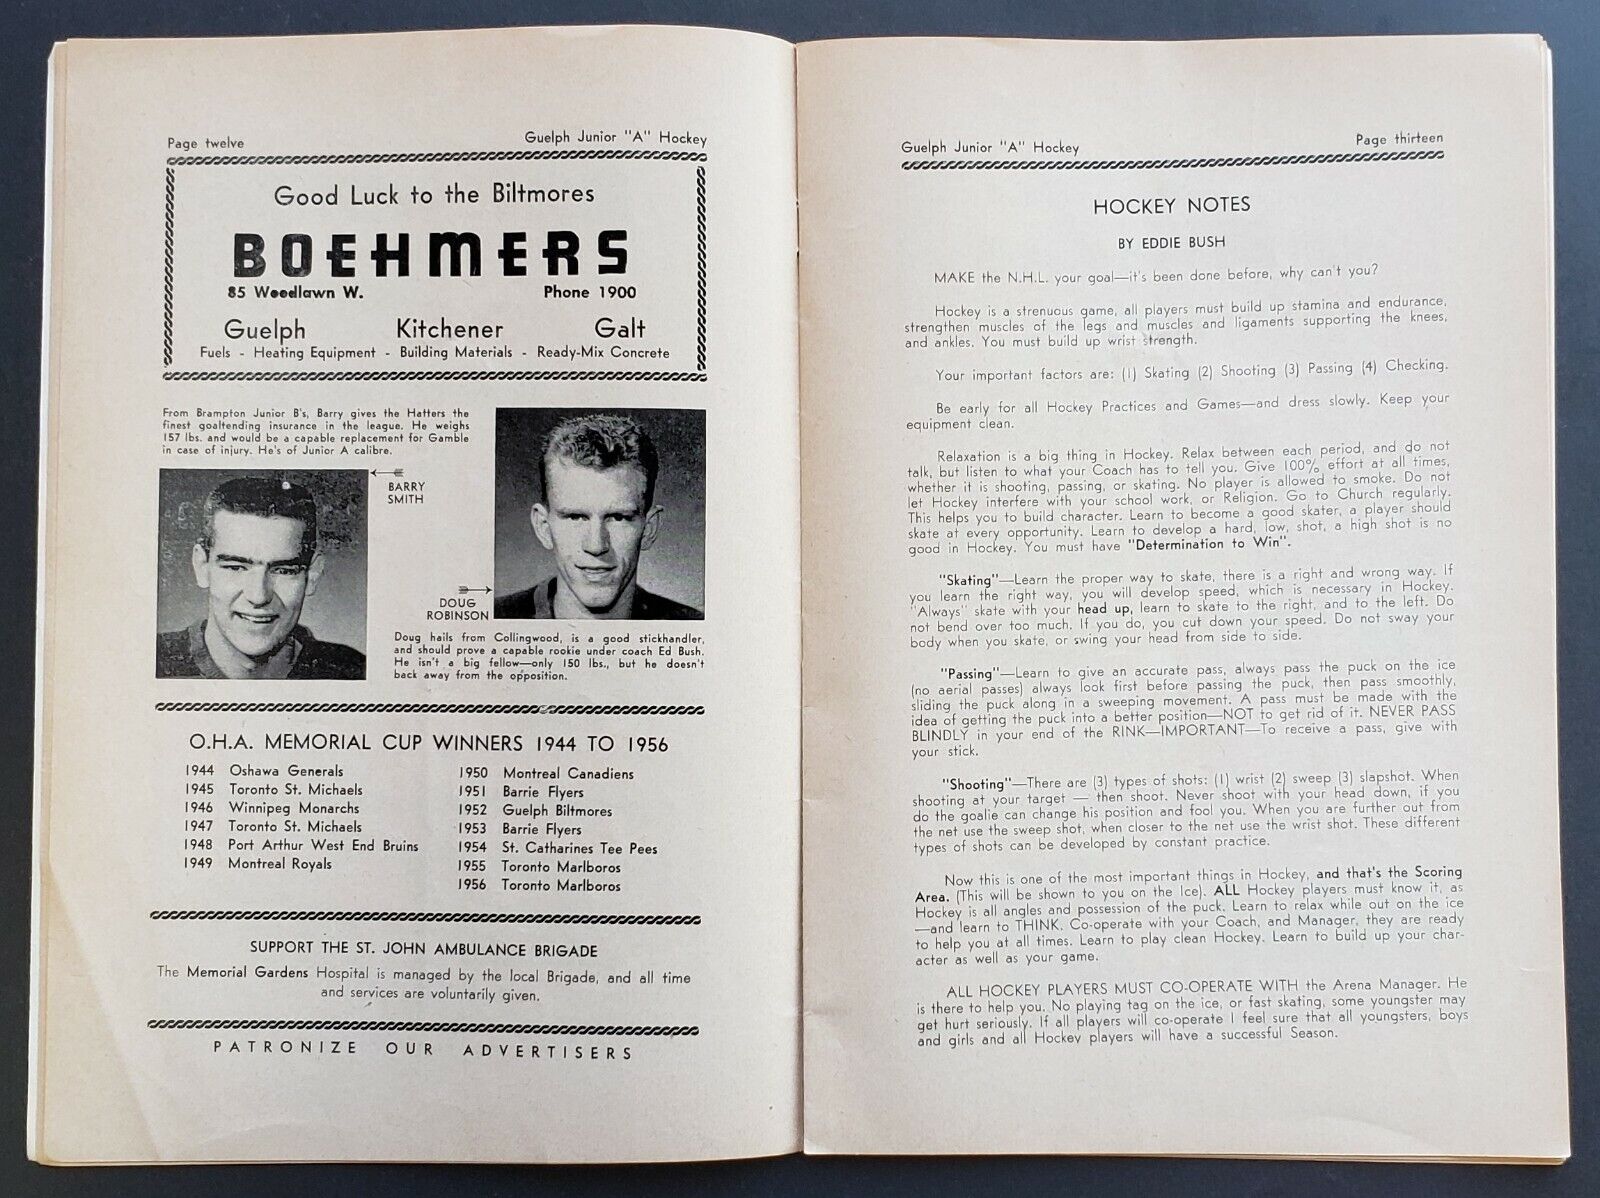 Page twelve
Guelph Junior "A" Hockey
Good Luck to the Biltmores
BOEHMERS
85 Woodlawn W. Phone 1900
Guelph Kitchener Galt
Fuels - Heating Equipment - Building Materials - Ready-Mix Concrete
From Brampton Junior B's, Barry gives the Hatters the
finest goaltending insurance in the league. He weighs
157 lbs. and would be a capable replacement for Gamble
in case of injury. He's of Junior A calibre.
BARRY
SMITH
DOUG
ROBINSON
Doug hails from Collingwood, is a good stickhandler,
and should prove a capable rookie under coach Ed Bush.
He isn't a big fellow—only 150 lbs., but he doesn't
back away from the opposition.
O.H.A. MEMORIAL CUP WINNERS 1944 TO 1956
1944 Oshawa Generals
1945 Toronto St. Michaels
1946 Winnipeg Monarchs
1947 Toronto St. Michaels
1948 Port Arthur West End Bruins
1949 Montreal Royals
1950 Montreal Canadiens
1951 Barrie Flyers
1952 Guelph Biltmores
1953 Barrie Flyers
1954 St. Catharines Tee Pees
1955 Toronto Marlboros
1956 Toronto Marlboros
SUPPORT THE ST. JOHN AMBULANCE BRIGADE
The Memorial Gardens Hospital is managed by the local Brigade, and all time
and services are voluntarily given.
PATRONIZE OUR ADVERTISERS
Guelph Junior "A" Hockey
Page thirteen
HOCKEY NOTES
BY EDDIE BUSH
MAKE the N.H.L. your goal—it's been done before, why can't you?
Hockey is a strenuous game, all players must build up stamina and endurance,
strengthen muscles of the legs and muscles and ligaments supporting the knees,
and ankles. You must build up wrist strength.
Your important factors are: (1) Skating (2) Shooting (3) Passing (4) Checking.
Be early for all Hockey Practices and Games—and dress slowly. Keep your
equipment clean.
Relaxation is a big thing in Hockey. Relax between each period, and do not
talk, but listen to what your Coach has to tell you. Give 100% effort at all times,
whether it is shooting, passing, or skating. No player is allowed to smoke. Do not
let Hockey interfere with your school work, or Religion. Go to Church regularly.
This helps you to build character. Learn to become a good skater, a player should
skate at every opportunity. Learn to develop a hard, low, shot, a high shot is no
good in Hockey. You must have "Determination to Win".
"Skating"—Learn the proper way to skate, there is a right and wrong way. If
you learn the right way, you will develop speed, which is necessary in Hockey.
"Always" skate with your head up, learn to skate to the right, and to the left. Do
not bend over too much. If you do, you cut down your speed. Do not sway your
body when you skate, or swing your head from side to side.
"Passing"—Learn to give an accurate pass, always pass the puck on the ice
(no aerial passes) always look first before passing the puck, then pass smoothly,
sliding the puck along in a sweeping movement. A pass must be made with the
idea of getting the puck into a better position—NOT to get rid of it. NEVER PASS
BLINDLY in your end of the RINK—IMPORTANT—To receive a pass, give with
your stick.
"Shooting"—There are (3) types of shots: (1) wrist (2) sweep (3) slapshot. When
shooting at your target — then shoot. Never shoot with your head down, if you
do the goalie can change his position and fool you. When you are further out from
the net use the sweep shot, when closer to the net use the wrist shot. These different
types of shots can be developed by constant practice.
Now this is one of the most important things in Hockey, and that's the Scoring
Area. (This will be shown to you on the Ice). ALL Hockey players must know it, as
Hockey is all angles and possession of the puck. Learn to relax while out on the ice
—and learn to THINK. Co-operate with your Coach, and Manager, they are ready
to help you at all times. Learn to play clean Hockey. Learn to build up your char-
acter as well as your game.
ALL HOCKEY PLAYERS MUST CO-OPERATE WITH the Arena Manager. He
is there to help you. No playing tag on the ice, or fast skating, some youngster may
get hurt seriously. If all players will co-operate I feel sure that all youngsters, boys
and girls and all Hockey players will have a successful Season.